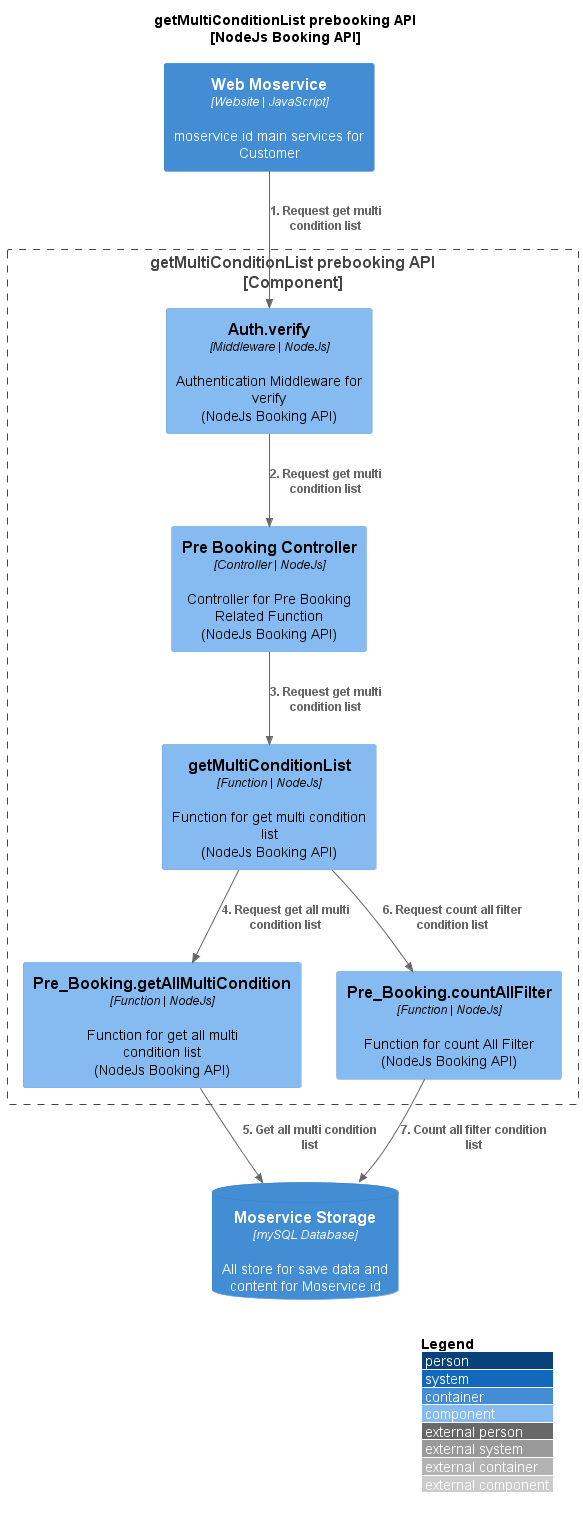 getMultiConditionList prebooking API
[NodeJs Booking API]
Web Moservice
[Website | JavaScript]
moservice.id main services for
Customer
1. Request get multi
condition list
getMultiConditionList prebooking API
[Component]
Auth.verify
[Middleware | NodeJs]
Authentication Middleware for
verify
(NodeJs Booking API)
2. Request get multi
condition list
Pre Booking Controller
[Controller | NodeJs]
Controller for Pre Booking
Related Function
(NodeJs Booking API)
3. Request get multi
condition list
getMultiConditionList
[Function | NodeJs]
Function for get multi condition
list
(NodeJs Booking API)
4. Request get all multi
condition list
6. Request count all filter
condition list
Pre_Booking.getAllMultiCondition
[Function | NodeJs]
Function for get all multi
condition list
(NodeJs Booking API)
Pre_Booking.countAllFilter
[Function | NodeJs]
Function for count All Filter
(NodeJs Booking API)
5. Get all multi condition
list
7. Count all filter condition
list
Moservice Storage
[mySQL Database]
All store for save data and
content for Moservice.id
Legend
person
system
container
component
external person
external system
external container
external component